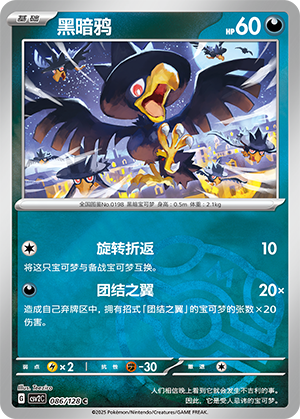 基础 黑暗鸦 HP 60
全国图鉴No.0198 黑暗宝可梦 身高:0.5m 体重:2.1kg
旋转折返 10
将这只宝可梦与备战宝可梦互换。
团结之翼 20×
造成自己弃牌区中,拥有招式「团结之翼」的宝可梦的张数×20
伤害。
弱点 ×2 抵抗力 -30 撤退
Illus. Teeziro
G CSV2C 086/128 C
人们相信晚上看到它就会发生不吉利的事。
因此,它是受人忌讳的宝可梦。
©2025 Pokémon/Nintendo/Creatures/GAME FREAK.